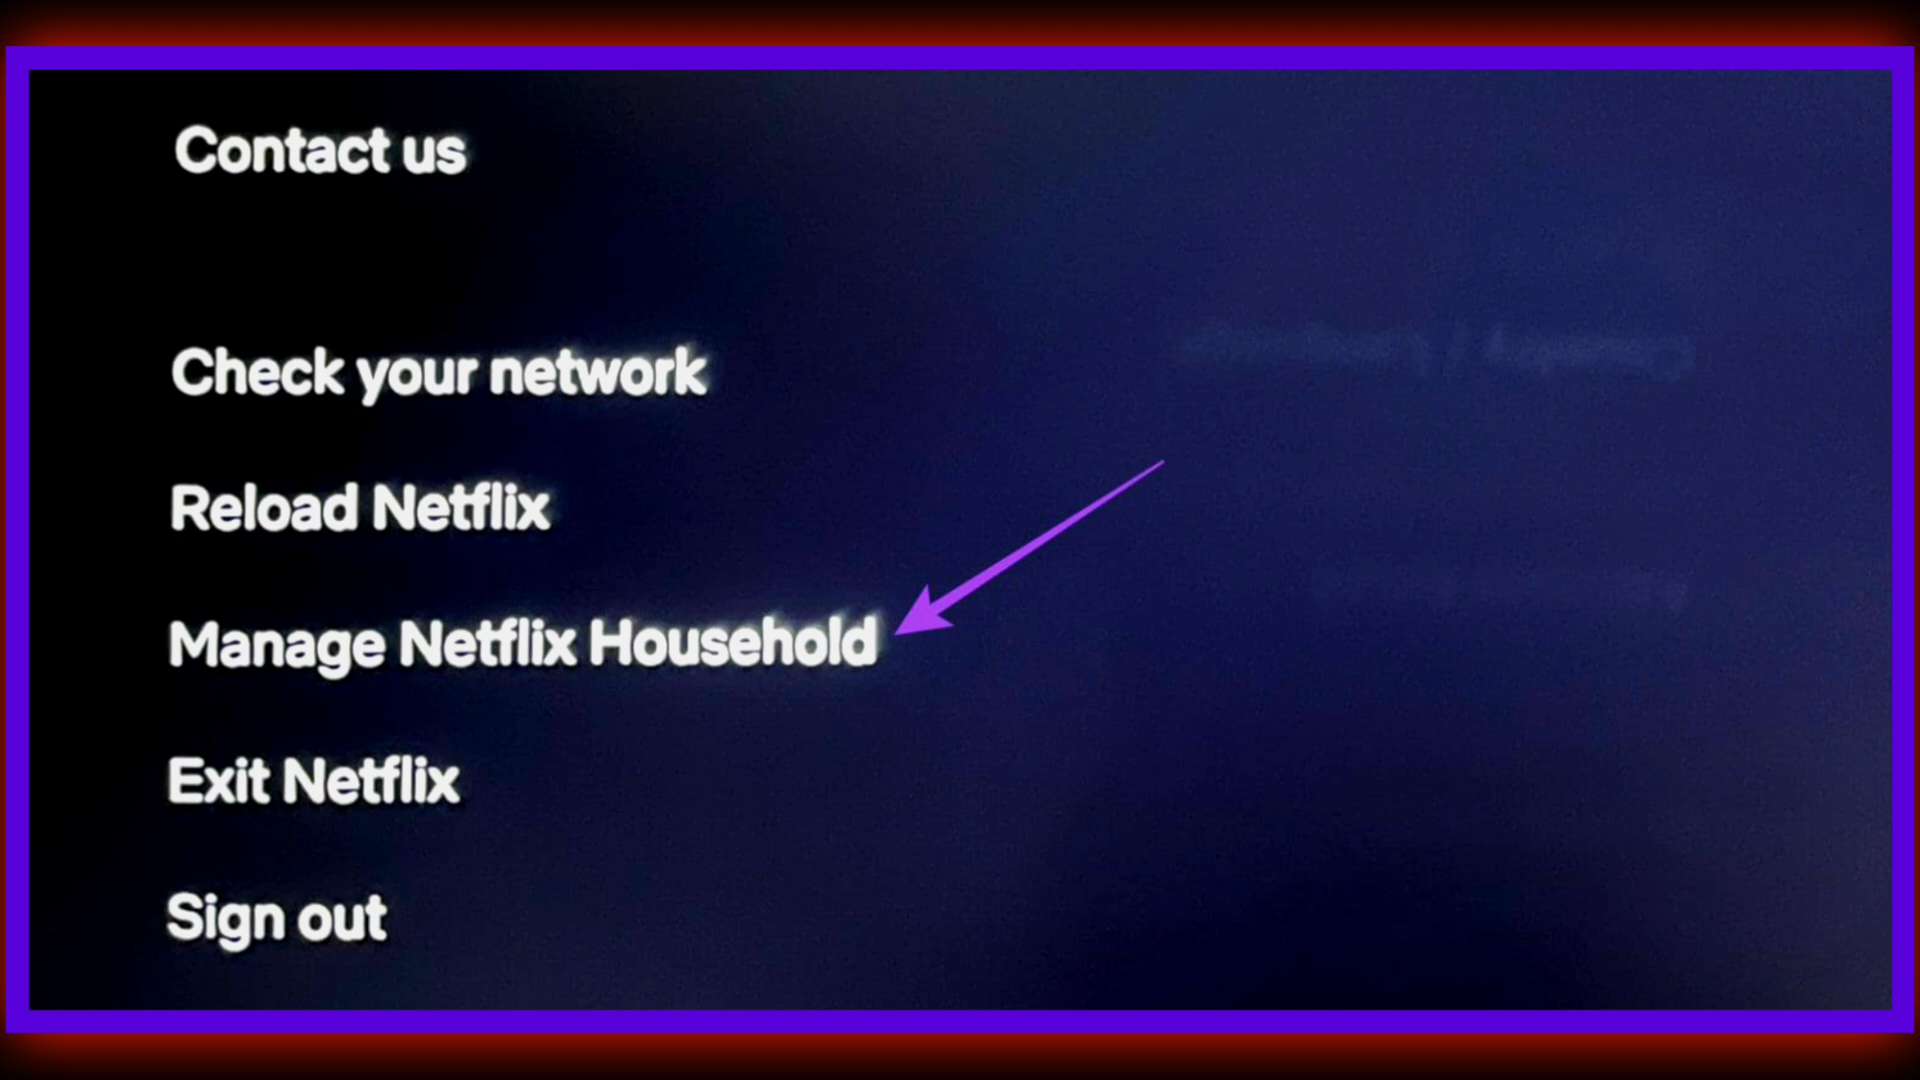 Contact us
Check your network
Reload Netflix
Manage Netflix Household
Exit Netflix
Sign out